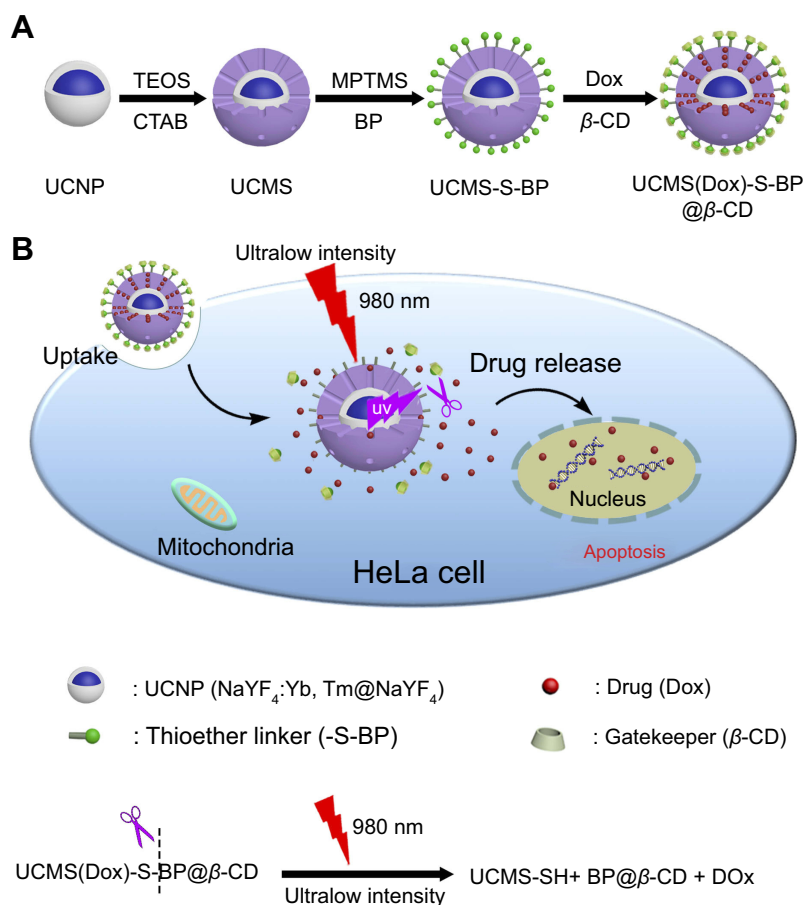 A
TEOS
CTAB
MPTMS
BP
Dox
β-CD
UCNP
UCMS
UCMS-S-BP
UCMS(Dox)-S-BP
@β-CD
B
Ultralow intensity
980 nm
Uptake
Drug release
uv
Nucleus
Mitochondria
Apoptosis
HeLa cell
: UCNP (NaYF₄:Yb, Tm@NaYF₄)
: Drug (Dox)
: Thioether linker (-S-BP)
: Gatekeeper (β-CD)
980 nm
UCMS(Dox)-S-BP@β-CD
Ultralow intensity
UCMS-SH+ BP@β-CD + DOx